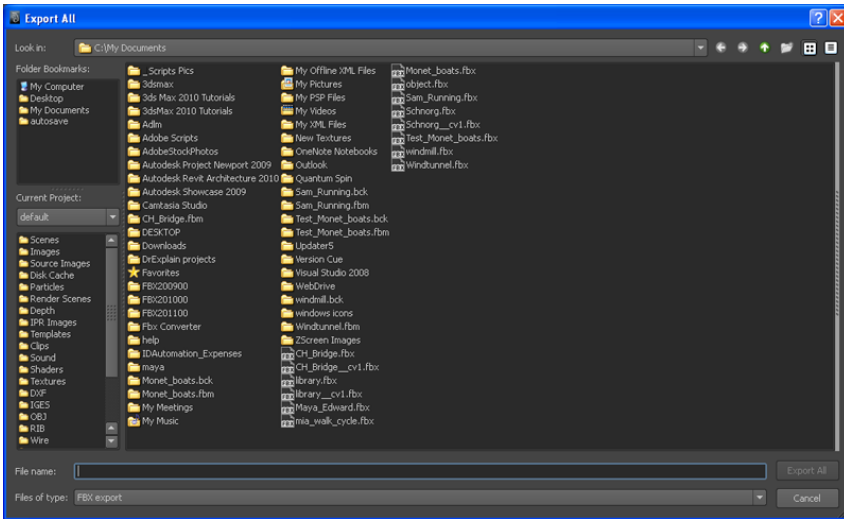 Export All
Look in:
C:\My Documents
Folder Bookmarks:
My Computer
Desktop
My Documents
autosave
Current Project:
default
Scenes
Images
Source Images
Disk Cache
Particles
Render Scenes
Depth
IPR Images
Templates
Clips
Sound
Shaders
Textures
DXF
IGES
OBJ
RIB
Wire
_Scripts Pics
3dsmax
3ds Max 2010 Tutorials
3dsMax 2010 Tutorials
Adlm
Adobe Scripts
AdobeStockPhotos
Autodesk Project Newport 2009
Autodesk Revit Architecture 2010
Autodesk Showcase 2009
Camtasia Studio
CH_Bridge.fbm
DESKTOP
Downloads
DrExplain projects
Favorites
FBX200900
FBX201000
FBX201100
Fbx Converter
help
IDAutomation_Expenses
maya
Monet_boats.bck
Monet_boats.fbm
My Meetings
My Music
My Offline XML Files
My Pictures
My PSP Files
My Videos
My XML Files
New Textures
OneNote Notebooks
Outlook
Quantum Spin
Sam_Running.bck
Sam_Running.fbm
Test_Monet_boats.bck
Test_Monet_boats.fbm
Updater5
Version Cue
Visual Studio 2008
WebDrive
windmill.bck
windows icons
Windtunnel.fbm
ZScreen Images
CH_Bridge.fbx
CH_Bridge__cv1.fbx
library.fbx
library__cv1.fbx
Maya_Edward.fbx
mia_walk_cycle.fbx
Monet_boats.fbx
object.fbx
Sam_Running.fbx
Schnorg.fbx
Schnorg__cv1.fbx
Test_Monet_boats.fbx
windmill.fbx
Windtunnel.fbx
File name:
Export All
Files of type:
FBX export
Cancel